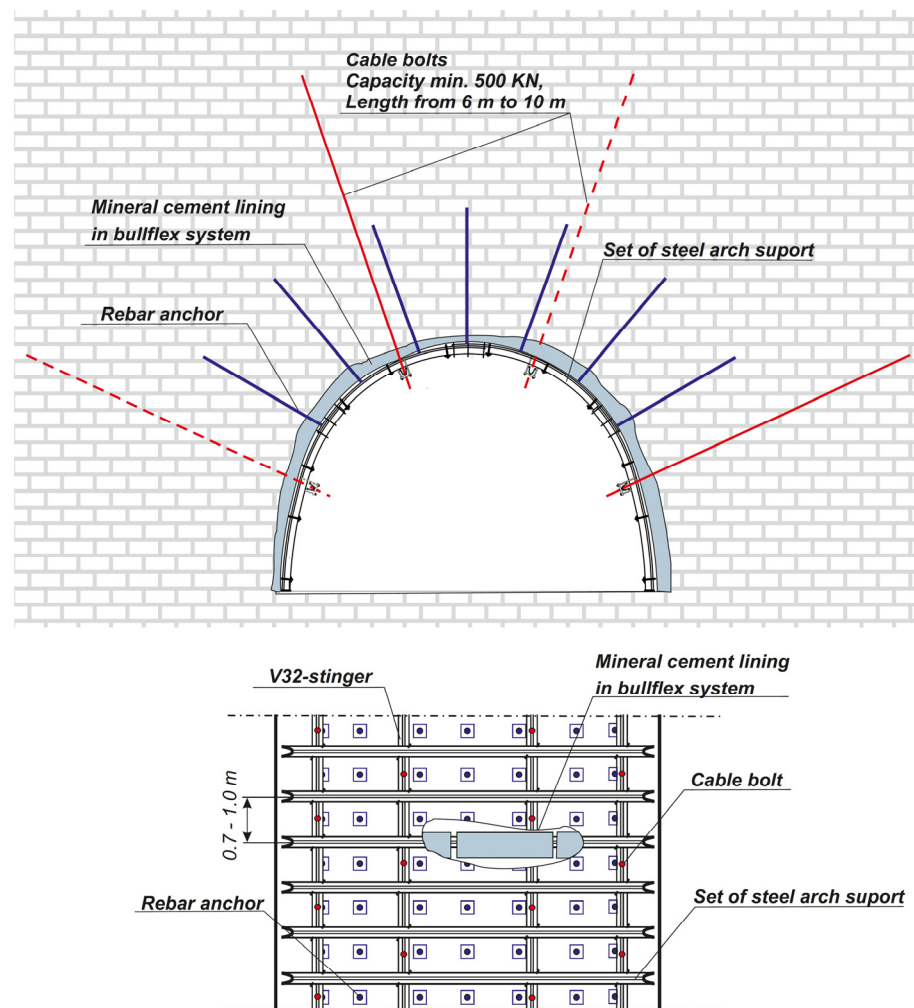 Cable bolts
Capacity min. 500 KN,
Length from 6 m to 10 m
Mineral cement lining
in bullflex system
Set of steel arch suport
Rebar anchor
Mineral cement lining
in bullflex system
V32-stinger
Cable bolt
0.7 - 1.0 m
Rebar anchor
Set of steel arch suport